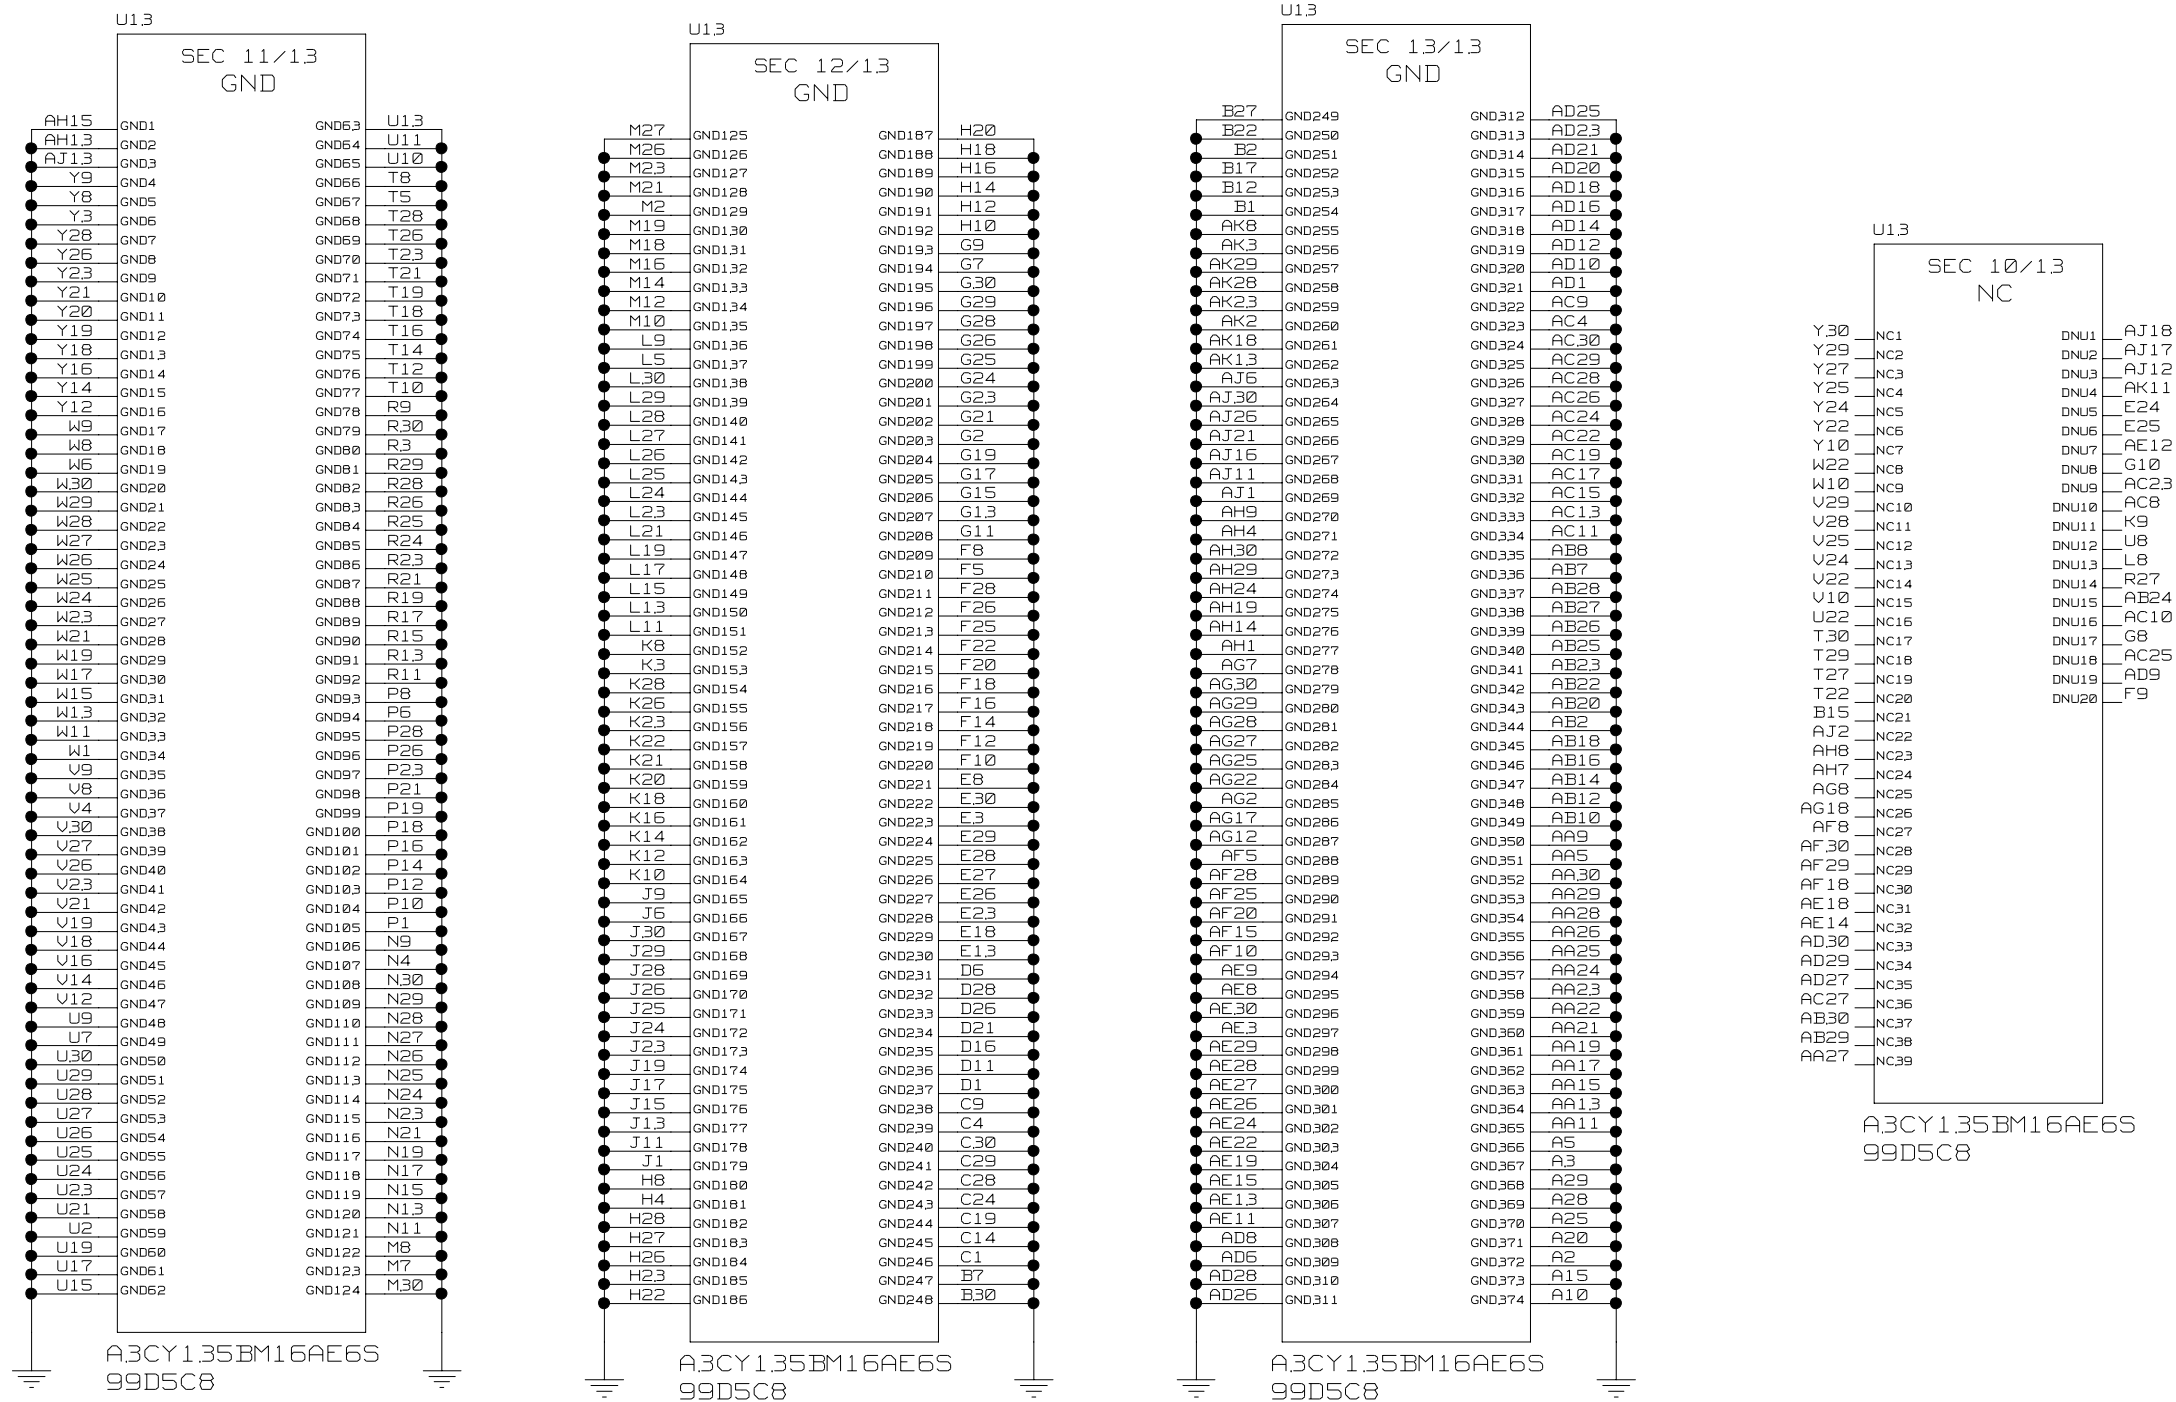 U13
SEC 11/13
GND
AH15 GND1 GND63 U13
AH13 GND2 GND64 U11
AJ13 GND3 GND65 U10
Y9 GND4 GND66 T8
Y8 GND5 GND67 T5
Y3 GND6 GND68 T28
Y28 GND7 GND69 T26
Y26 GND8 GND70 T23
Y23 GND9 GND71 T21
Y21 GND10 GND72 T19
Y20 GND11 GND73 T18
Y19 GND12 GND74 T16
Y18 GND13 GND75 T14
Y16 GND14 GND76 T12
Y14 GND15 GND77 T10
Y12 GND16 GND78 R9
W9 GND17 GND79 R30
W8 GND18 GND80 R3
W6 GND19 GND81 R29
W30 GND20 GND82 R28
W29 GND21 GND83 R26
W28 GND22 GND84 R25
W27 GND23 GND85 R24
W26 GND24 GND86 R23
W25 GND25 GND87 R21
W24 GND26 GND88 R19
W23 GND27 GND89 R17
W21 GND28 GND90 R15
W19 GND29 GND91 R13
W17 GND30 GND92 R11
W15 GND31 GND93 P8
W13 GND32 GND94 P6
W11 GND33 GND95 P28
W1 GND34 GND96 P26
V9 GND35 GND97 P23
V8 GND36 GND98 P21
V4 GND37 GND99 P19
V30 GND38 GND100 P18
V27 GND39 GND101 P16
V26 GND40 GND102 P14
V23 GND41 GND103 P12
V21 GND42 GND104 P10
V19 GND43 GND105 P1
V18 GND44 GND106 N9
V16 GND45 GND107 N4
V14 GND46 GND108 N30
V12 GND47 GND109 N29
U9 GND48 GND110 N28
U7 GND49 GND111 N27
U30 GND50 GND112 N26
U29 GND51 GND113 N25
U28 GND52 GND114 N24
U27 GND53 GND115 N23
U26 GND54 GND116 N21
U25 GND55 GND117 N19
U24 GND56 GND118 N17
U23 GND57 GND119 N15
U21 GND58 GND120 N13
U2 GND59 GND121 N11
U19 GND60 GND122 M8
U17 GND61 GND123 M7
U15 GND62 GND124 M30
A3CY135BM16AE6S
99D5C8
U13
SEC 12/13
GND
M27 GND125 GND187 H20
M26 GND126 GND188 H18
M23 GND127 GND189 H16
M21 GND128 GND190 H14
M2 GND129 GND191 H12
M19 GND130 GND192 H10
M18 GND131 GND193 G9
M16 GND132 GND194 G7
M14 GND133 GND195 G30
M12 GND134 GND196 G29
M10 GND135 GND197 G28
L9 GND136 GND198 G26
L5 GND137 GND199 G25
L30 GND138 GND200 G24
L29 GND139 GND201 G23
L28 GND140 GND202 G21
L27 GND141 GND203 G2
L26 GND142 GND204 G19
L25 GND143 GND205 G17
L24 GND144 GND206 G15
L23 GND145 GND207 G13
L21 GND146 GND208 G11
L19 GND147 GND209 F8
L17 GND148 GND210 F5
L15 GND149 GND211 F28
L13 GND150 GND212 F26
L11 GND151 GND213 F25
K8 GND152 GND214 F22
K3 GND153 GND215 F20
K28 GND154 GND216 F18
K26 GND155 GND217 F16
K23 GND156 GND218 F14
K22 GND157 GND219 F12
K21 GND158 GND220 F10
K20 GND159 GND221 E8
K18 GND160 GND222 E30
K16 GND161 GND223 E3
K14 GND162 GND224 E29
K12 GND163 GND225 E28
K10 GND164 GND226 E27
J9 GND165 GND227 E26
J6 GND166 GND228 E23
J30 GND167 GND229 E18
J29 GND168 GND230 E13
J28 GND169 GND231 D6
J26 GND170 GND232 D28
J25 GND171 GND233 D26
J24 GND172 GND234 D21
J23 GND173 GND235 D16
J19 GND174 GND236 D11
J17 GND175 GND237 D1
J15 GND176 GND238 C9
J13 GND177 GND239 C4
J11 GND178 GND240 C30
J1 GND179 GND241 C29
H8 GND180 GND242 C28
H4 GND181 GND243 C24
H28 GND182 GND244 C19
H27 GND183 GND245 C14
H26 GND184 GND246 C1
H23 GND185 GND247 B7
H22 GND186 GND248 B30
A3CY135BM16AE6S
99D5C8
U13
SEC 13/13
GND
B27 GND249 GND312 AD25
B22 GND250 GND313 AD23
B2 GND251 GND314 AD21
B17 GND252 GND315 AD20
B12 GND253 GND316 AD18
B1 GND254 GND317 AD16
AK8 GND255 GND318 AD14
AK3 GND256 GND319 AD12
AK29 GND257 GND320 AD10
AK28 GND258 GND321 AD1
AK23 GND259 GND322 AC9
AK2 GND260 GND323 AC4
AK18 GND261 GND324 AC30
AK13 GND262 GND325 AC29
AJ6 GND263 GND326 AC28
AJ30 GND264 GND327 AC26
AJ26 GND265 GND328 AC24
AJ21 GND266 GND329 AC22
AJ16 GND267 GND330 AC19
AJ11 GND268 GND331 AC17
AJ1 GND269 GND332 AC15
AH9 GND270 GND333 AC13
AH4 GND271 GND334 AC11
AH30 GND272 GND335 AB8
AH29 GND273 GND336 AB7
AH24 GND274 GND337 AB28
AH19 GND275 GND338 AB27
AH14 GND276 GND339 AB26
AH1 GND277 GND340 AB25
AG7 GND278 GND341 AB23
AG30 GND279 GND342 AB22
AG29 GND280 GND343 AB20
AG28 GND281 GND344 AB2
AG27 GND282 GND345 AB18
AG25 GND283 GND346 AB16
AG22 GND284 GND347 AB14
AG2 GND285 GND348 AB12
AG17 GND286 GND349 AB10
AG12 GND287 GND350 AA9
AF5 GND288 GND351 AA5
AF28 GND289 GND352 AA30
AF25 GND290 GND353 AA29
AF20 GND291 GND354 AA28
AF15 GND292 GND355 AA26
AF10 GND293 GND356 AA25
AE9 GND294 GND357 AA24
AE8 GND295 GND358 AA23
AE30 GND296 GND359 AA22
AE3 GND297 GND360 AA21
AE29 GND298 GND361 AA19
AE28 GND299 GND362 AA17
AE27 GND300 GND363 AA15
AE26 GND301 GND364 AA13
AE24 GND302 GND365 AA11
AE22 GND303 GND366 A5
AE19 GND304 GND367 A3
AE15 GND305 GND368 A29
AE13 GND306 GND369 A28
AE11 GND307 GND370 A25
AD8 GND308 GND371 A20
AD6 GND309 GND372 A2
AD28 GND310 GND373 A15
AD26 GND311 GND374 A10
A3CY135BM16AE6S
99D5C8
U13
SEC 10/13
NC
Y30 NC1 DNU1 AJ18
Y29 NC2 DNU2 AJ17
Y27 NC3 DNU3 AJ12
Y25 NC4 DNU4 AK11
Y24 NC5 DNU5 E24
Y22 NC6 DNU6 E25
Y10 NC7 DNU7 AE12
W22 NC8 DNU8 G10
W10 NC9 DNU9 AC23
V29 NC10 DNU10 AC8
V28 NC11 DNU11 K9
V25 NC12 DNU12 U8
V24 NC13 DNU13 L8
V22 NC14 DNU14 R27
V10 NC15 DNU15 AB24
U22 NC16 DNU16 AC10
T30 NC17 DNU17 G8
T29 NC18 DNU18 AC25
T27 NC19 DNU19 AD9
T22 NC20 DNU20 F9
B15 NC21
AJ2 NC22
AH8 NC23
AH7 NC24
AG8 NC25
AG18 NC26
AF8 NC27
AF30 NC28
AF29 NC29
AF18 NC30
AE18 NC31
AE14 NC32
AD30 NC33
AD29 NC34
AD27 NC35
AC27 NC36
AB30 NC37
AB29 NC38
AA27 NC39
A3CY135BM16AE6S
99D5C8